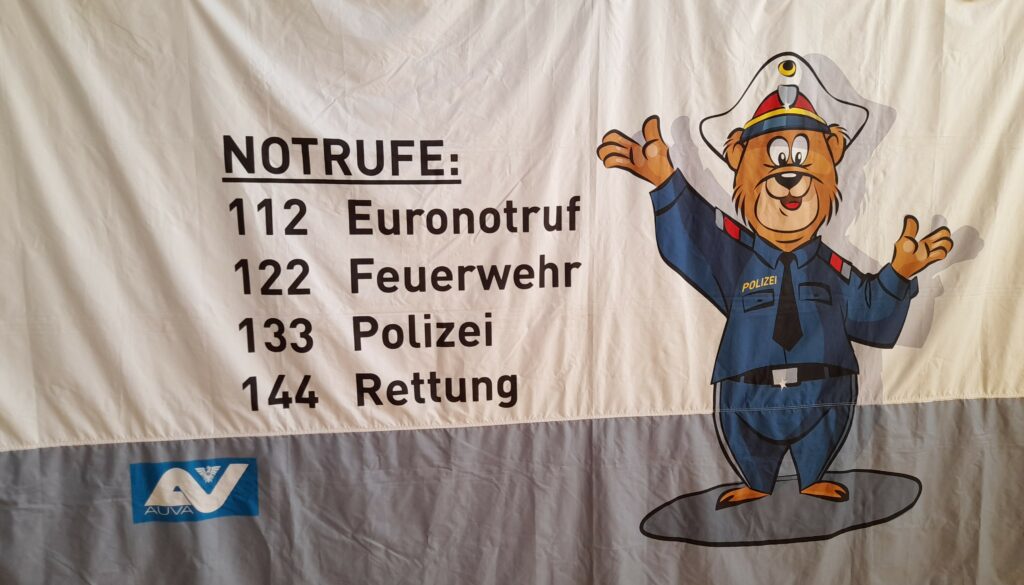 NOTRUFE:
112 Euronotruf
122 Feuerwehr
133 Polizei
144 Rettung
POLIZEI
AUVA